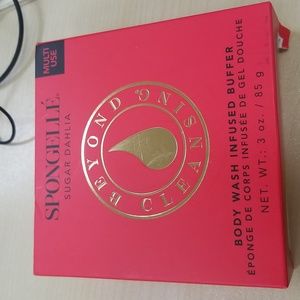 MULTI
USE
SPONGELLÉ
SUGAR DAHLIA
BEYOND CLEANSING
BODY WASH INFUSED BUFFER
ÉPONGE DE CORPS INFUSÉE DE GEL DOUCHE
NET. WT.: 3 oz. / 85 g